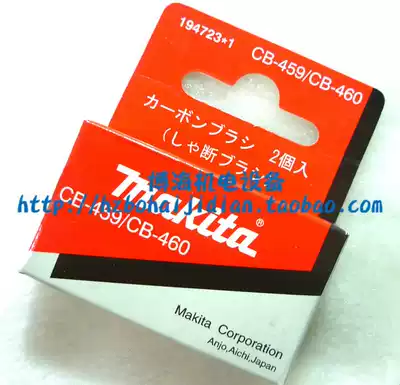 194723*1
CB-459/CB-460
カーボンブラシ 2個入
(しゃ断ブラシ
博海机电设备
http://hzbohaijidian.taobao.com
makita®
CB-459/CB-460
Makita Corporation
Anjo,Aichi,Japan